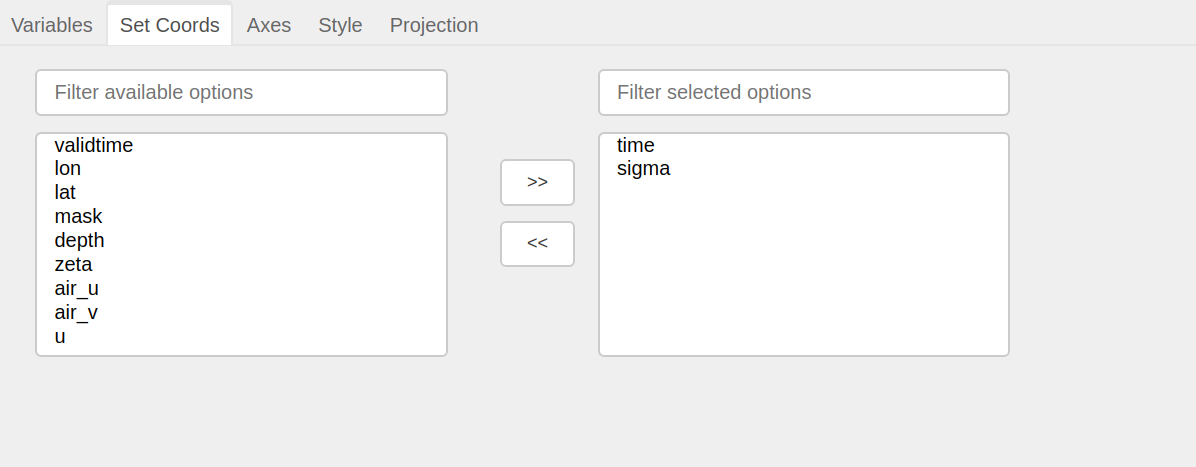 Variables Set Coords Axes Style Projection
Filter available options
validtime
lon
lat
mask
depth
zeta
air_u
air_v
u
>>
<<
Filter selected options
time
sigma